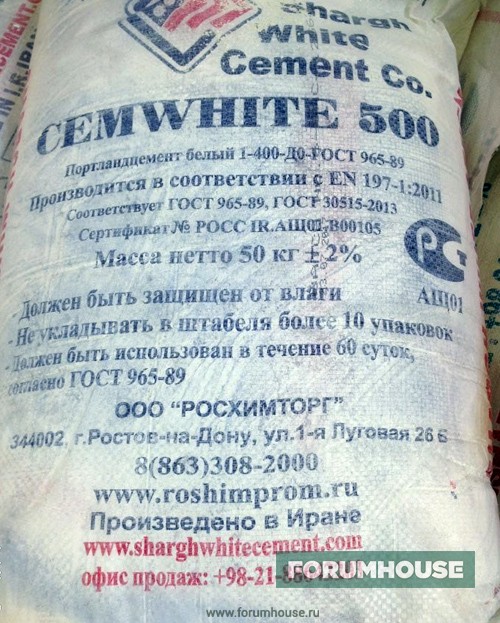 Shargh
White
Cement Co.
CEMWHITE 500
Портландцемент белый 1-400-Д0-ГОСТ 965-89
Производится в соответствии с EN 197-1:2011
Соответствует ГОСТ 965-89, ГОСТ 30515-2013
Сертификат № РОСС IR.АЩ01.В00105
Масса нетто 50 кг ± 2%
АЩ01
Должен быть защищен от влаги
- Не укладывать в штабеля более 10 упаковок
- Должен быть использован в течение 60 суток,
согласно ГОСТ 965-89
ООО "РОСХИМТОРГ"
344002, г.Ростов-на-Дону, ул.1-я Луговая 26 Б
8(863)308-2000
www.roshimprom.ru
Произведено в Иране
www.sharghwhitecement.com
офис продаж: +98-21-
FORUMHOUSE
www.forumhouse.ru